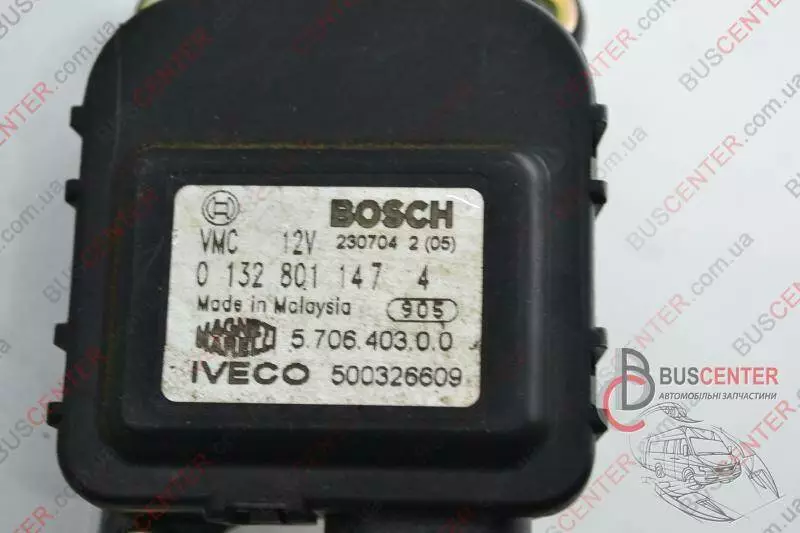 BOSCH
VMC 12V 230704 2 (05)
0 132 801 147 4
Made in Malaysia 905
MAGNETI MARELLI 5.706.403.0.0
IVECO 500326609
BUSCENTER
АВТОМОБІЛЬНІ ЗАПЧАСТИНИ
BUSCENTER.com.ua